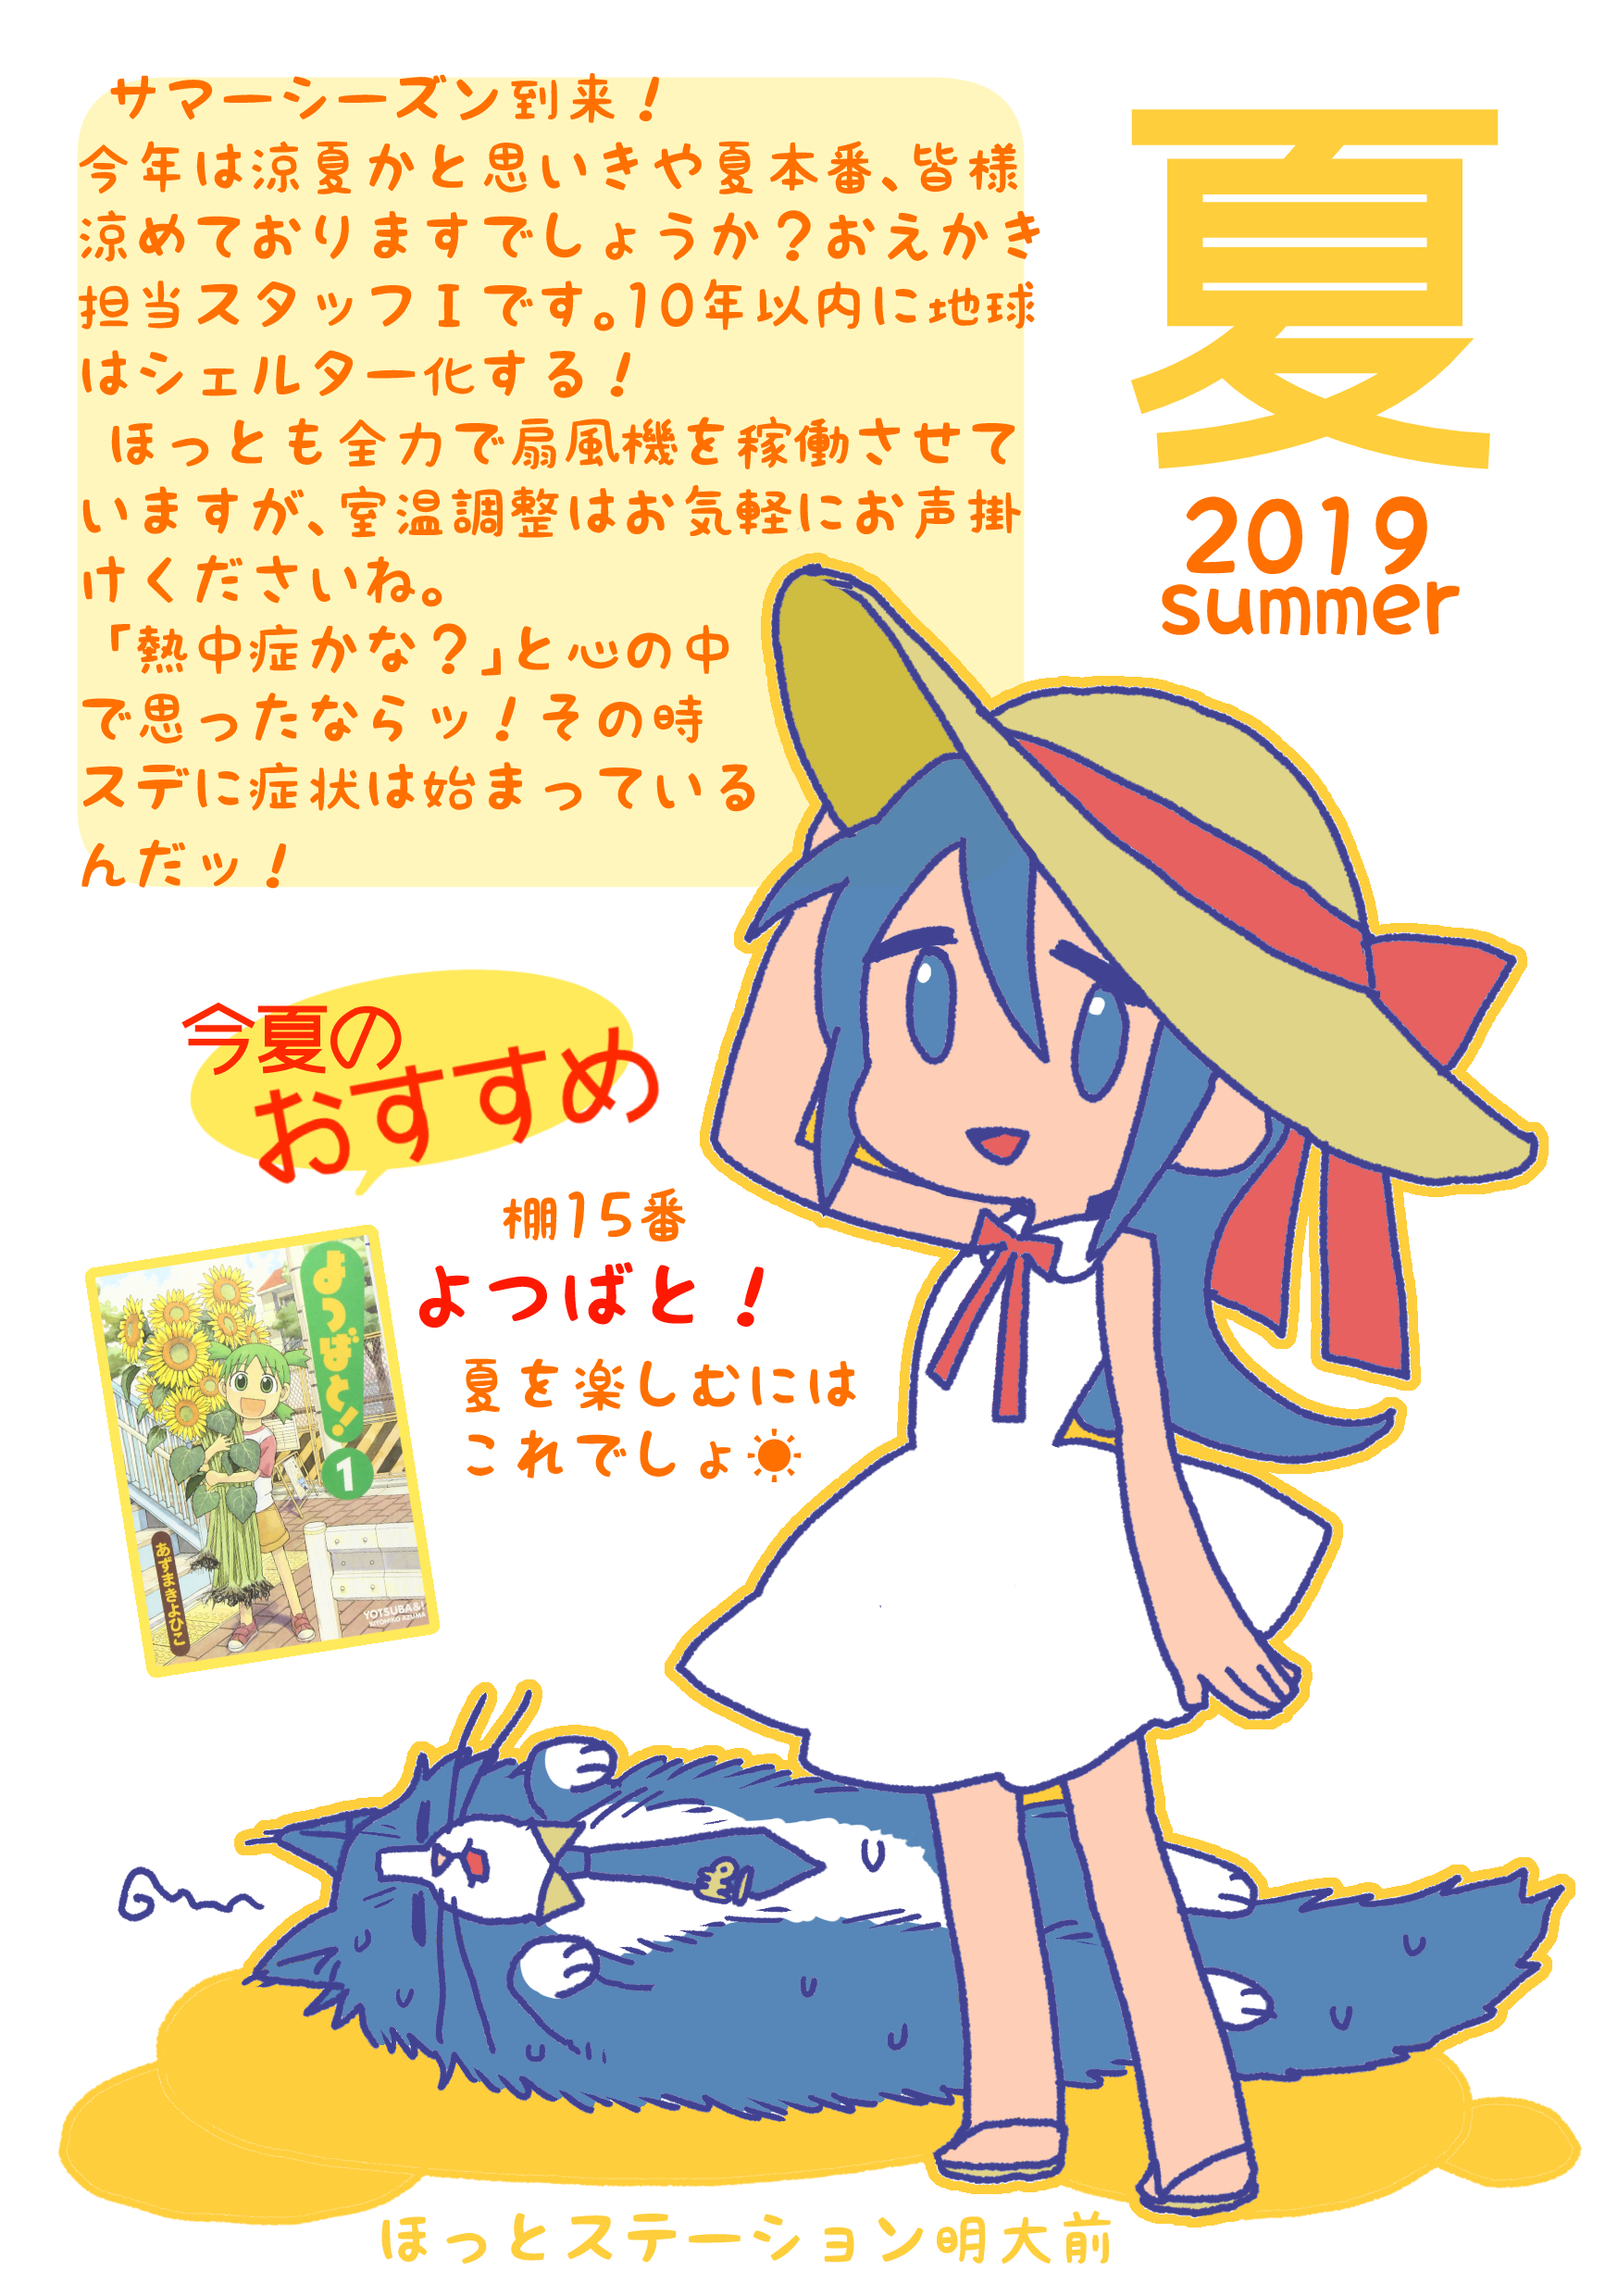 サマーシーズン到来！
今年は涼夏かと思いきや夏本番、皆様
涼めておりますでしょうか？おえかき
担当スタッフIです。10年以内に地球
はシェルター化する！
ほっとも全力で扇風機を稼働させて
いますが、室温調整はお気軽にお声掛
けくださいね。
「熱中症かな？」と心の中
で思ったならッ！その時
スデに症状は始まっている
んだッ！
夏
2019
summer
今夏の
おすすめ
棚15番
よつばと！
夏を楽しむには
これでしょ☀
よつばと！
1
あずまきよひこ
YOTSUBA&!
KIYOHIKO AZUMA
ほっとステーション明大前